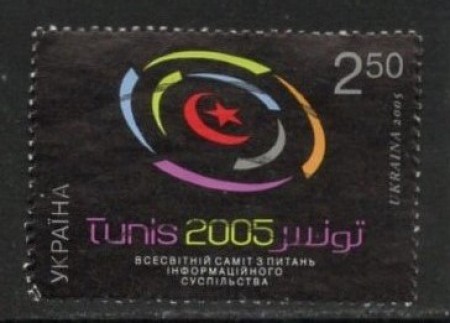 2 50
УКРАЇНА
UKRAINA 2005
Tunis 2005 تونس
ВСЕСВІТНІЙ САМІТ З ПИТАНЬ
ІНФОРМАЦІЙНОГО
СУСПІЛЬСТВА